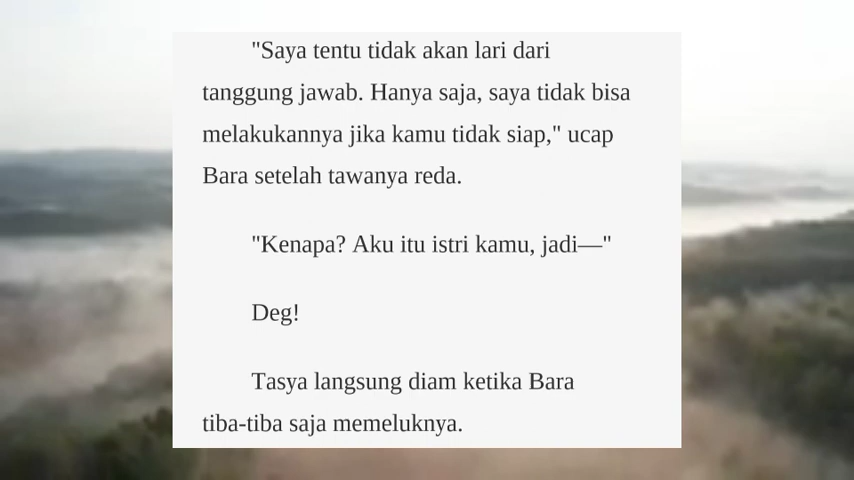 "Saya tentu tidak akan lari dari
tanggung jawab. Hanya saja, saya tidak bisa
melakukannya jika kamu tidak siap," ucap
Bara setelah tawanya reda.
"Kenapa? Aku itu istri kamu, jadi—"
Deg!
Tasya langsung diam ketika Bara
tiba-tiba saja memeluknya.